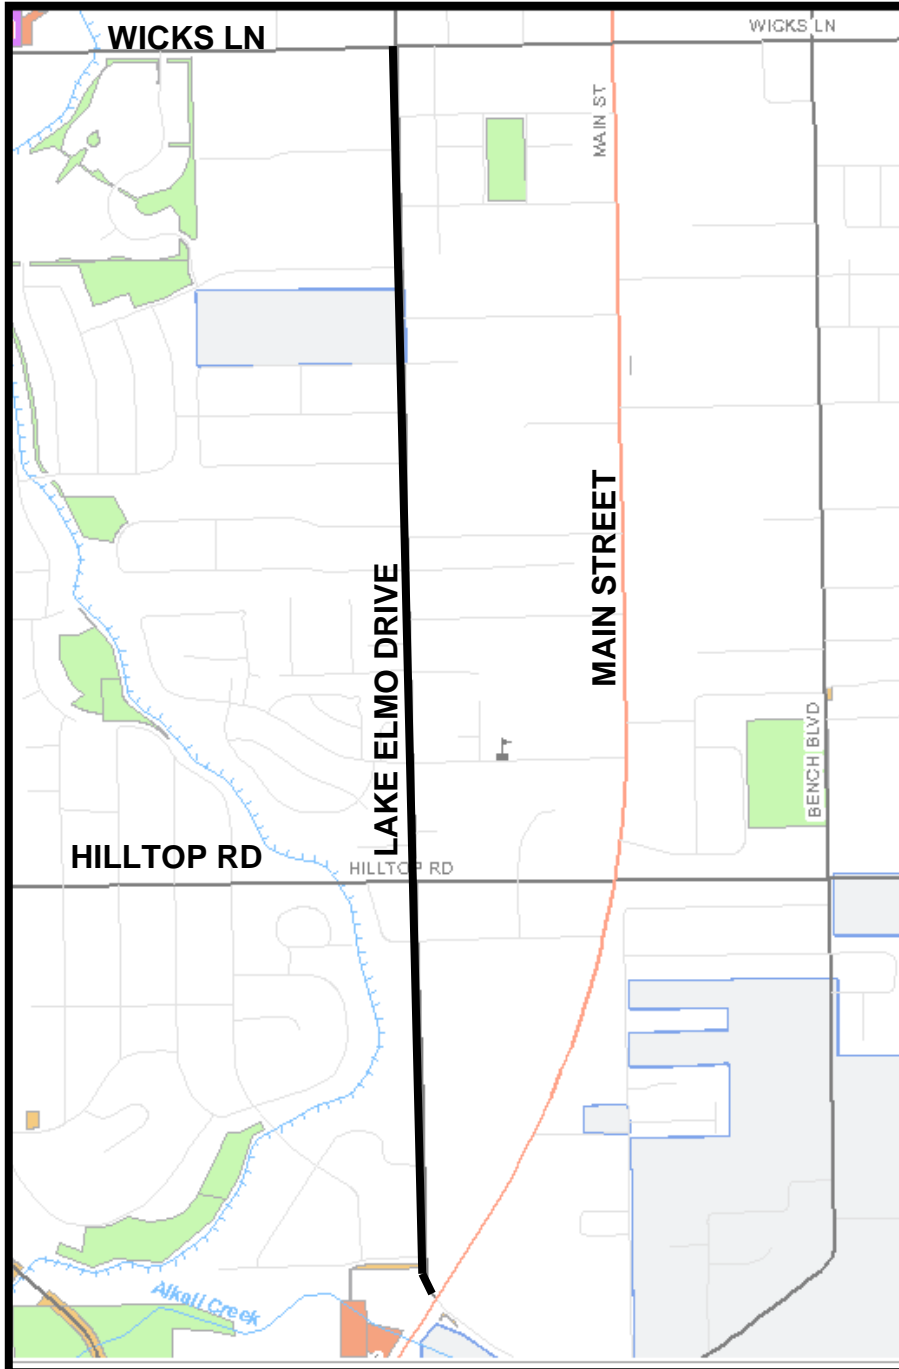 WICKS LN
WICKS LN
MAIN ST
MAIN STREET
LAKE ELMO DRIVE
BENCH BLVD
HILLTOP RD
HILLTOP RD
Alkali Creek